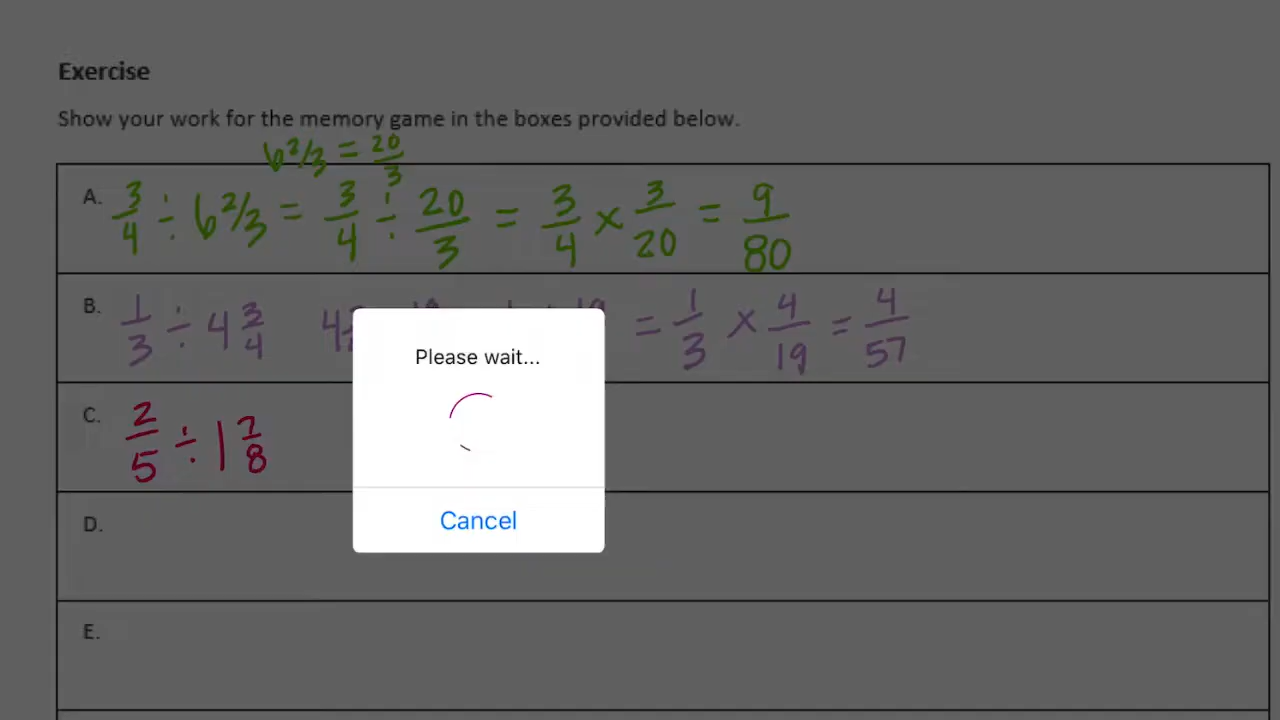 Exercise
Show your work for the memory game in the boxes provided below.
6 2/3 = 20/3
A. 3/4 ÷ 6 2/3 = 3/4 ÷ 20/3 = 3/4 × 3/20 = 9/80
B. 1/3 ÷ 4 3/4 = 1/3 × 4/19 = 4/57
Please wait...
C. 2/5 ÷ 1 7/8
Cancel
D.
E.